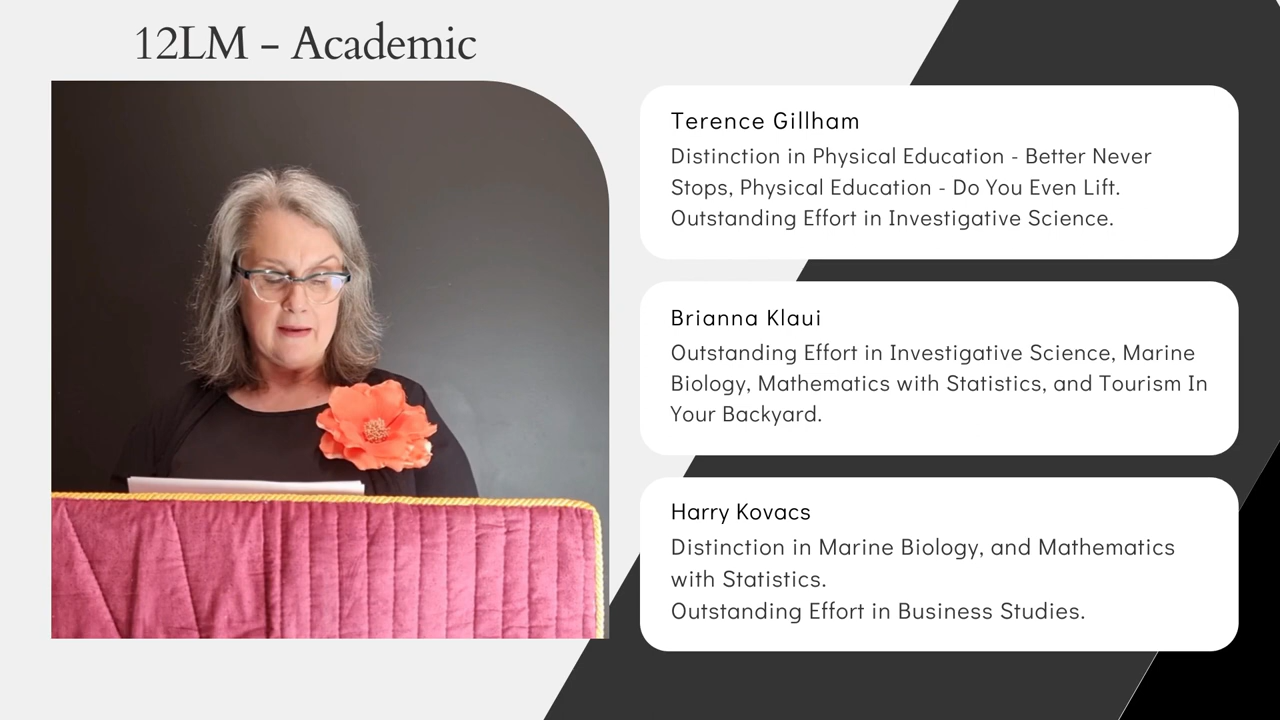 12LM - Academic
Terence Gillham
Distinction in Physical Education - Better Never
Stops, Physical Education - Do You Even Lift.
Outstanding Effort in Investigative Science.
Brianna Klaui
Outstanding Effort in Investigative Science, Marine
Biology, Mathematics with Statistics, and Tourism In
Your Backyard.
Harry Kovacs
Distinction in Marine Biology, and Mathematics
with Statistics.
Outstanding Effort in Business Studies.